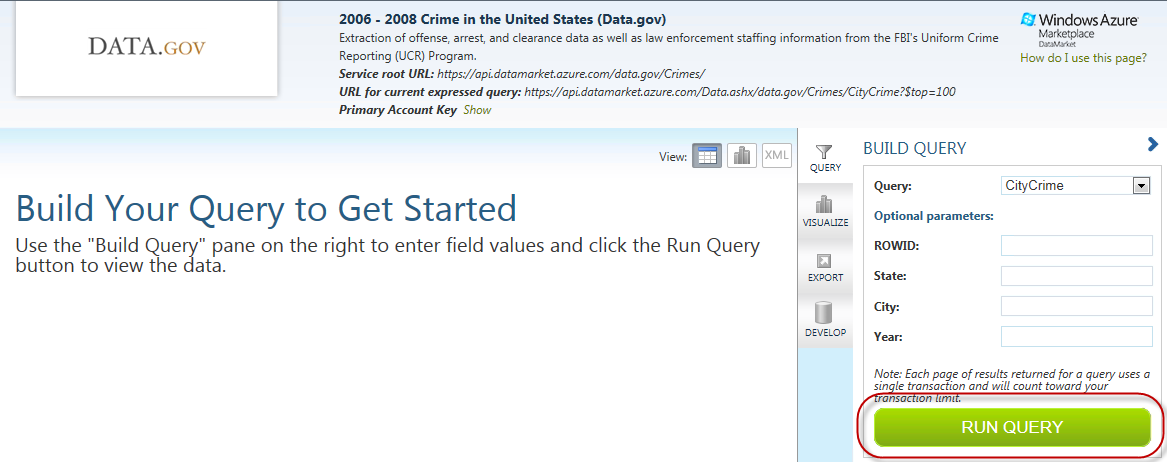 DATA.GOV
2006 - 2008 Crime in the United States (Data.gov)
Extraction of offense, arrest, and clearance data as well as law enforcement staffing information from the FBI's Uniform Crime
Reporting (UCR) Program.
Service root URL: https://api.datamarket.azure.com/data.gov/Crimes/
URL for current expressed query: https://api.datamarket.azure.com/Data.ashx/data.gov/Crimes/CityCrime?$top=100
Primary Account Key Show
Windows Azure™
Marketplace
DataMarket
How do I use this page?
View:
XML
Build Your Query to Get Started
Use the "Build Query" pane on the right to enter field values and click the Run Query
button to view the data.
QUERY
VISUALIZE
EXPORT
DEVELOP
BUILD QUERY
Query: CityCrime
Optional parameters:
ROWID:
State:
City:
Year:
Note: Each page of results returned for a query uses a
single transaction and will count toward your
transaction limit.
RUN QUERY